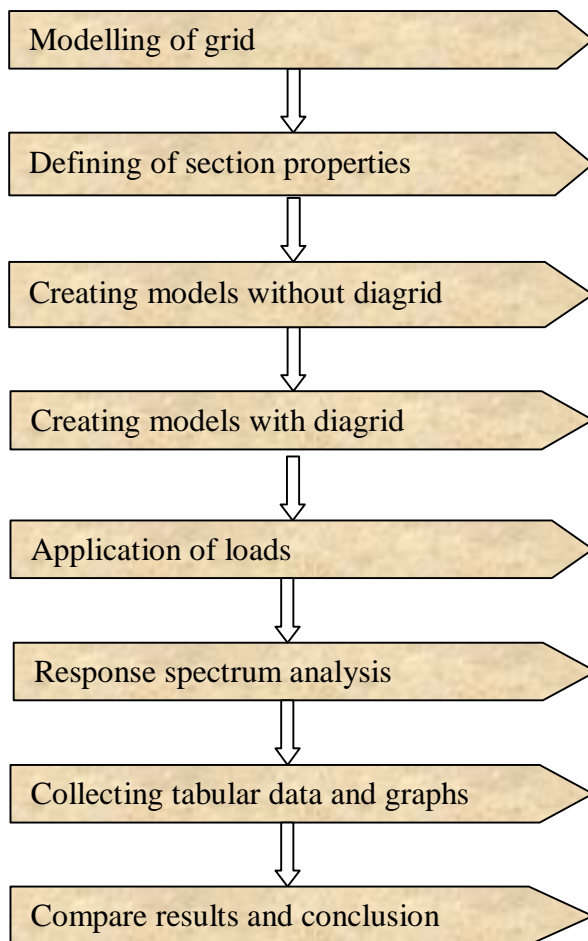 Modelling of grid
Defining of section properties
Creating models without diagrid
Creating models with diagrid
Application of loads
Response spectrum analysis
Collecting tabular data and graphs
Compare results and conclusion